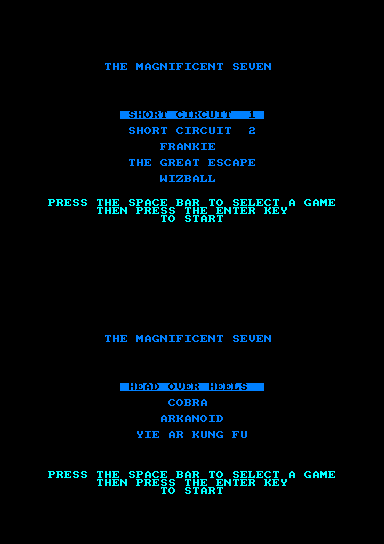 THE MAGNIFICENT SEVEN
SHORT CIRCUIT 1
SHORT CIRCUIT 2
FRANKIE
THE GREAT ESCAPE
WIZBALL
PRESS THE SPACE BAR TO SELECT A GAME
THEN PRESS THE ENTER KEY
TO START
THE MAGNIFICENT SEVEN
HEAD OVER HEELS
COBRA
ARKANOID
YIE AR KUNG FU
PRESS THE SPACE BAR TO SELECT A GAME
THEN PRESS THE ENTER KEY
TO START